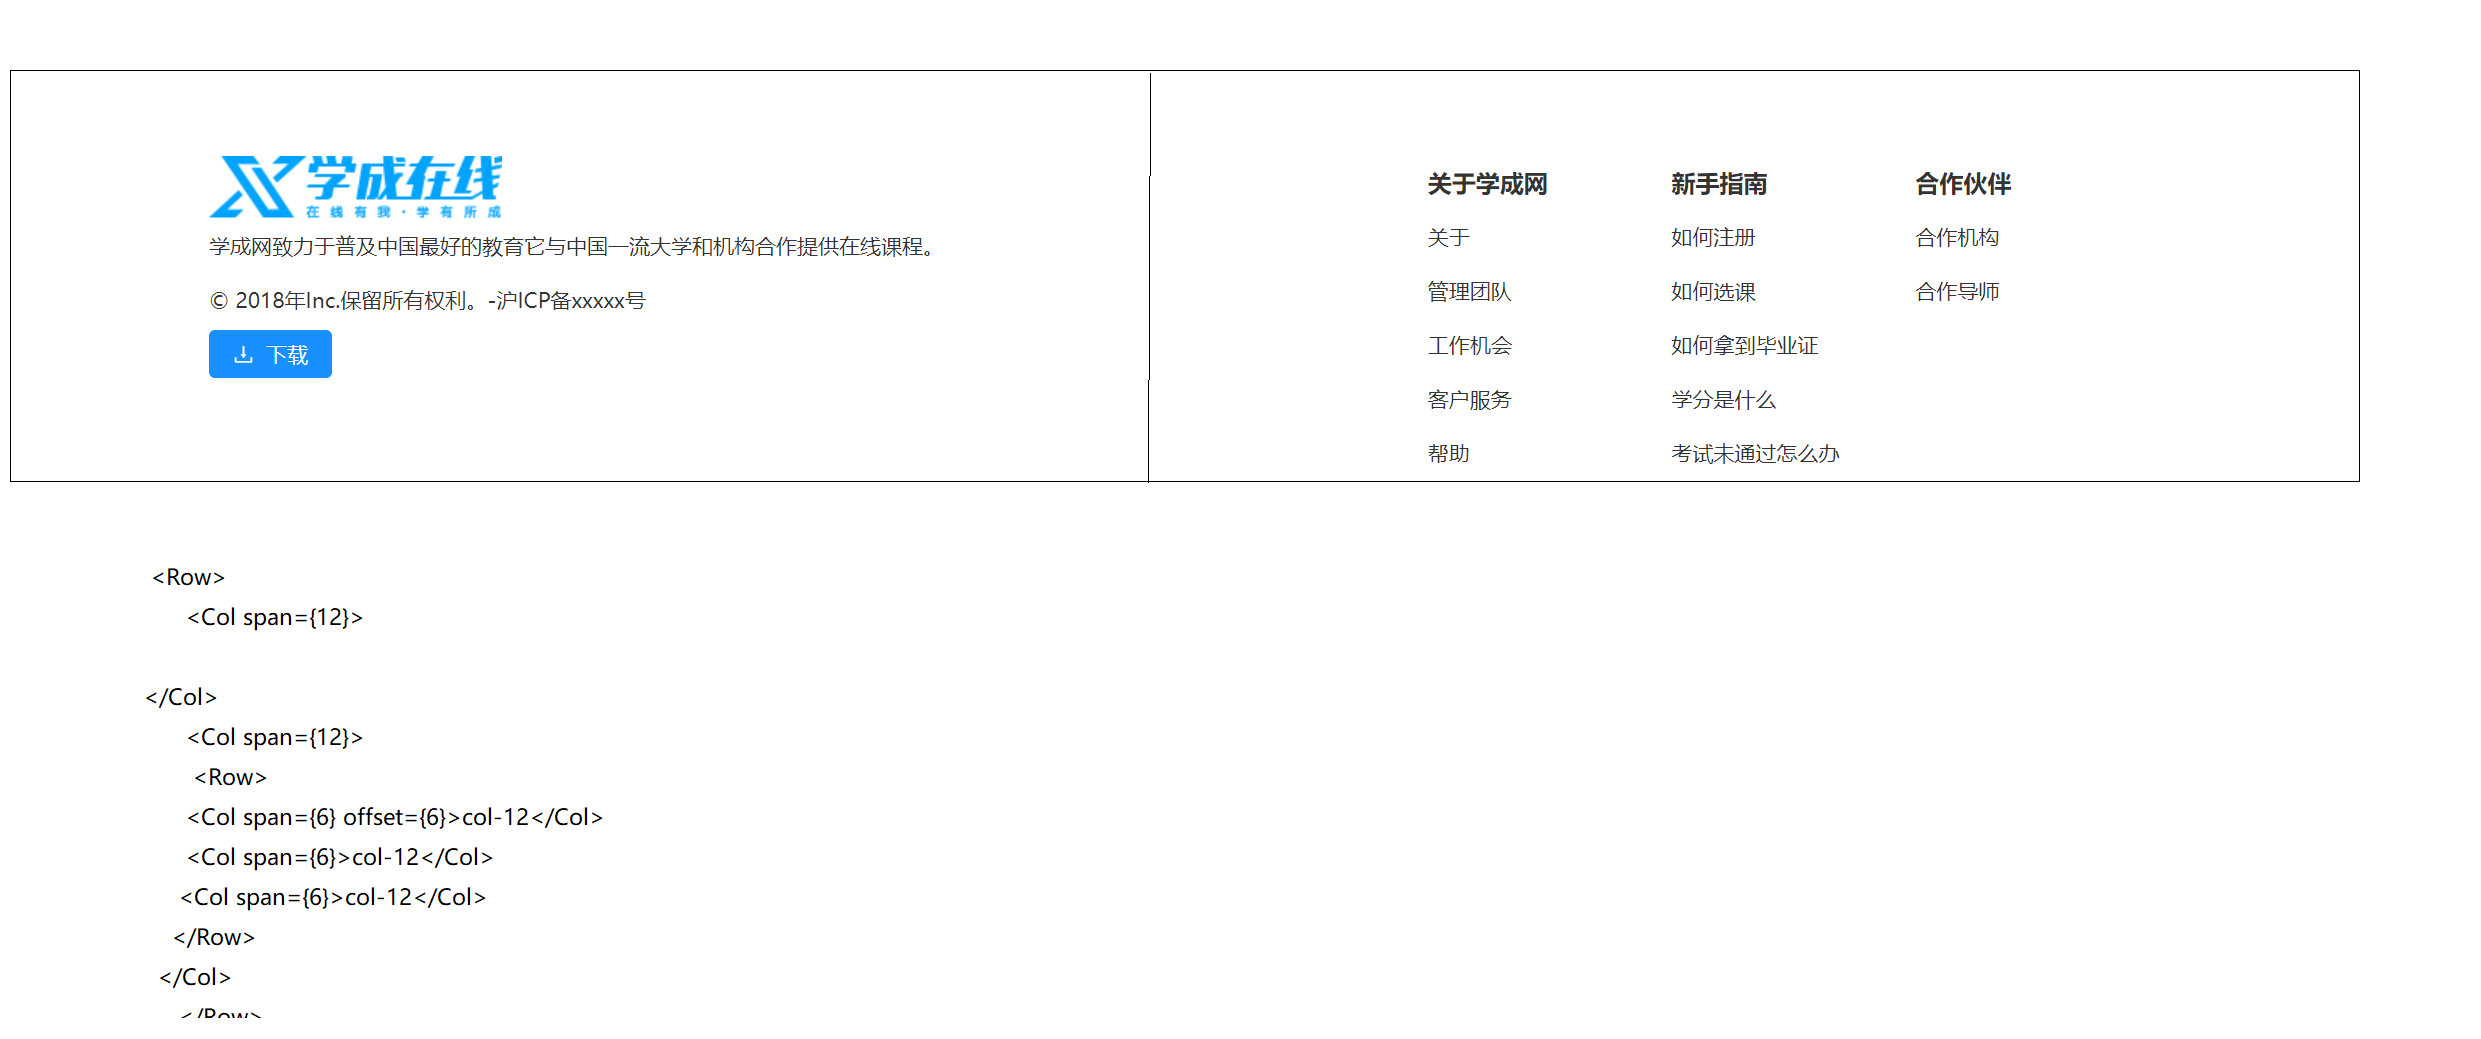 学成在线
在线有我·学有所成
学成网致力于普及中国最好的教育它与中国一流大学和机构合作提供在线课程。
© 2018年Inc.保留所有权利。-沪ICP备xxxxx号
下载
关于学成网
关于
管理团队
工作机会
客户服务
帮助
新手指南
如何注册
如何选课
如何拿到毕业证
学分是什么
考试未通过怎么办
合作伙伴
合作机构
合作导师
<Row>
<Col span={12}>
</Col>
<Col span={12}>
<Row>
<Col span={6} offset={6}>col-12</Col>
<Col span={6}>col-12</Col>
<Col span={6}>col-12</Col>
</Row>
</Col>
</Row>